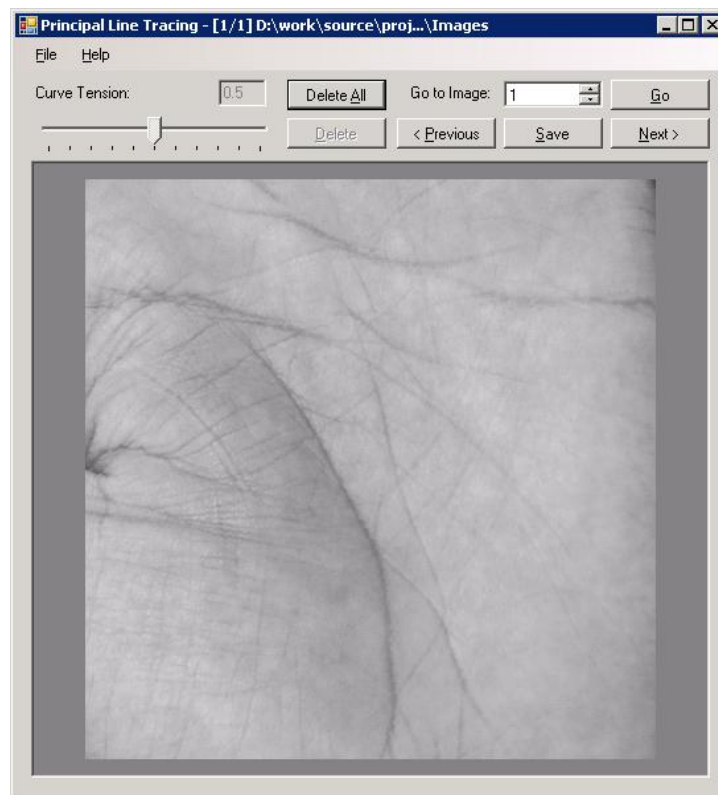 Principal Line Tracing - [1/1] D:\work\source\proj...\Images
File Help
Curve Tension: 0.5 Delete All Go to Image: 1 Go
Delete < Previous Save Next >